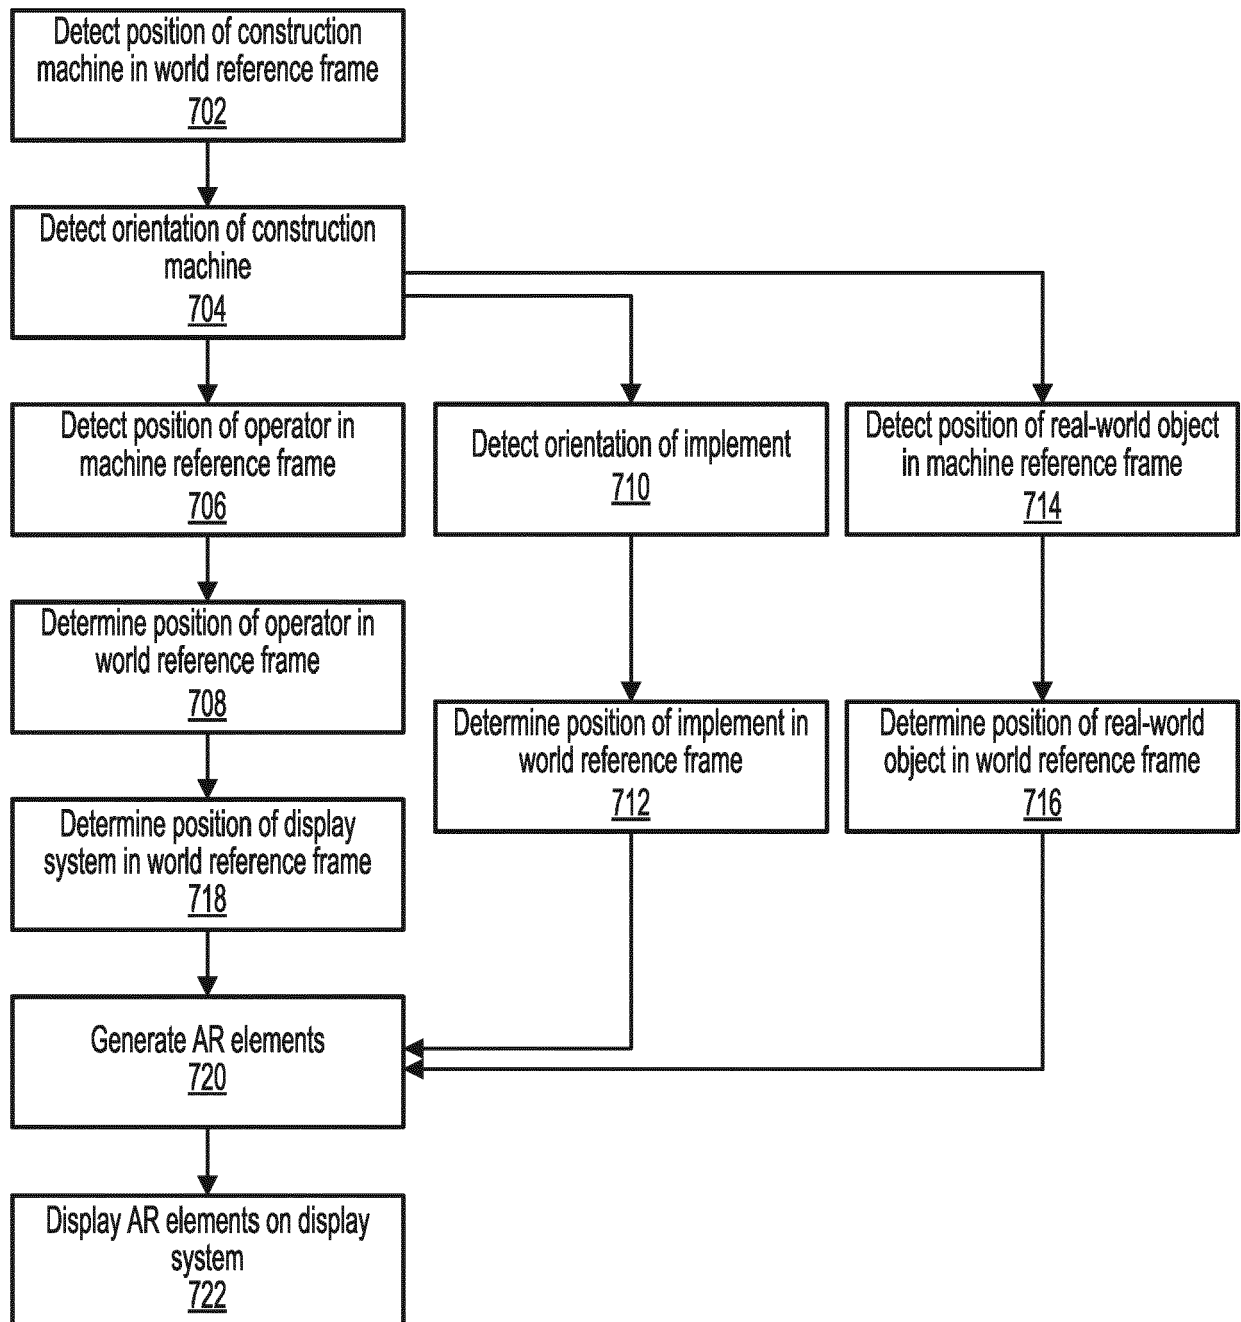 Detect position of construction
machine in world reference frame
702
Detect orientation of construction
machine
704
Detect position of operator in
machine reference frame
706
Detect orientation of implement
710
Detect position of real-world object
in machine reference frame
714
Determine position of operator in
world reference frame
708
Determine position of implement in
world reference frame
712
Determine position of real-world
object in world reference frame
716
Determine position of display
system in world reference frame
718
Generate AR elements
720
Display AR elements on display
system
722